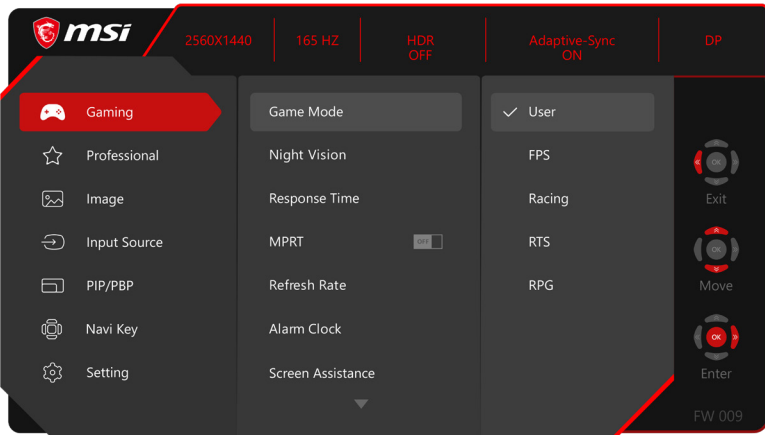 msi
2560X1440
165 HZ
HDR
OFF
Adaptive-Sync
ON
DP
Gaming
Professional
Image
Input Source
PIP/PBP
Navi Key
Setting
Game Mode
Night Vision
Response Time
MPRT OFF
Refresh Rate
Alarm Clock
Screen Assistance
User
FPS
Racing
RTS
RPG
OK
Exit
OK
Move
OK
Enter
FW 009